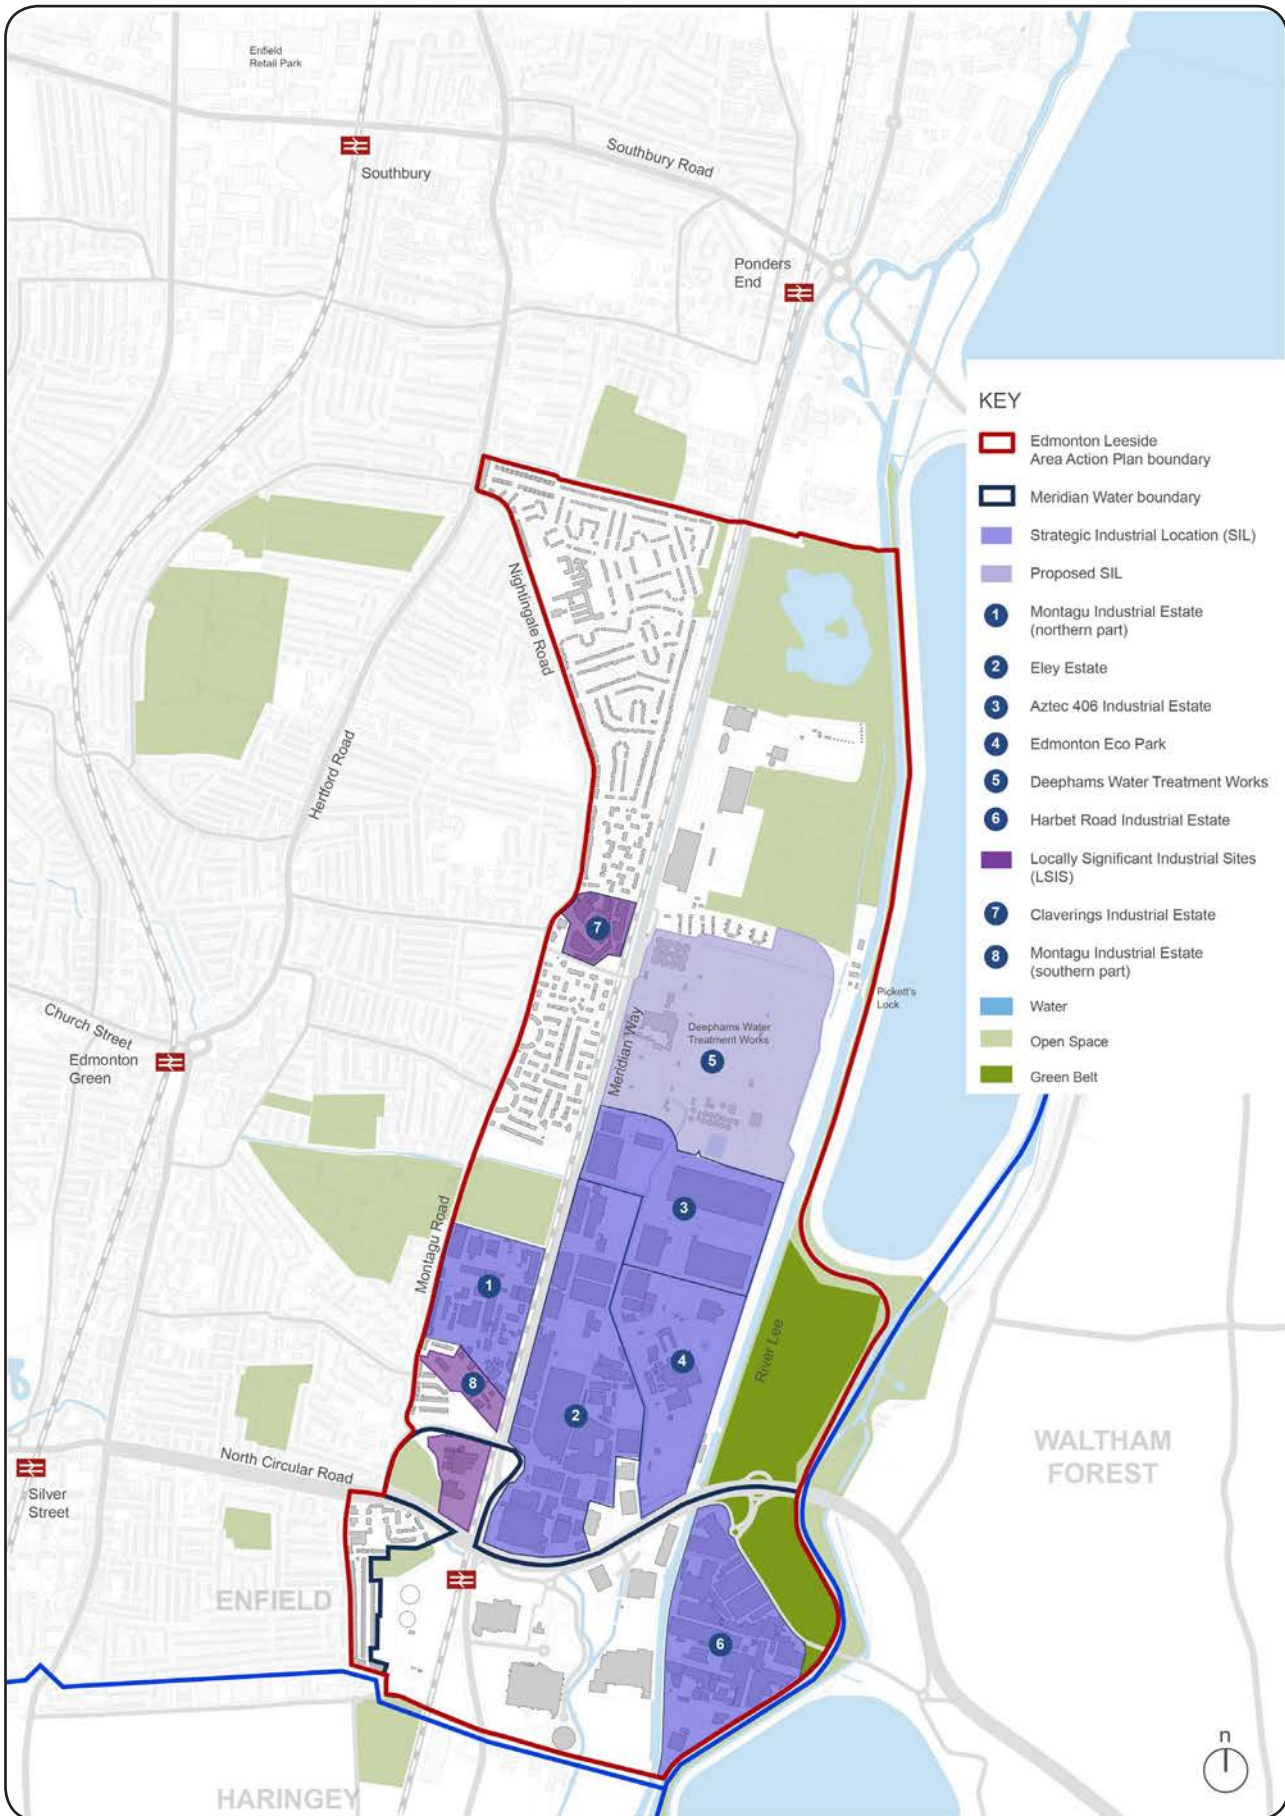 Enfield
Retail Park
Southbury
Southbury Road
Ponders
End
KEY
Edmonton Leeside
Area Action Plan boundary
Meridian Water boundary
Strategic Industrial Location (SIL)
Proposed SIL
1 Montagu Industrial Estate
(northern part)
2 Eley Estate
3 Aztec 406 Industrial Estate
4 Edmonton Eco Park
5 Deephams Water Treatment Works
6 Harbet Road Industrial Estate
Locally Significant Industrial Sites
(LSIS)
7 Claverings Industrial Estate
8 Montagu Industrial Estate
(southern part)
Water
Open Space
Green Belt
Nightingale Road
Hertford Road
7
Pickett's
Lock
Church Street
Edmonton
Green
Meridian Way
Deephams Water
Treatment Works
5
Montagu Road
3
1
River Lee
4
8
2
North Circular Road
Silver
Street
WALTHAM
FOREST
ENFIELD
6
HARINGEY
n